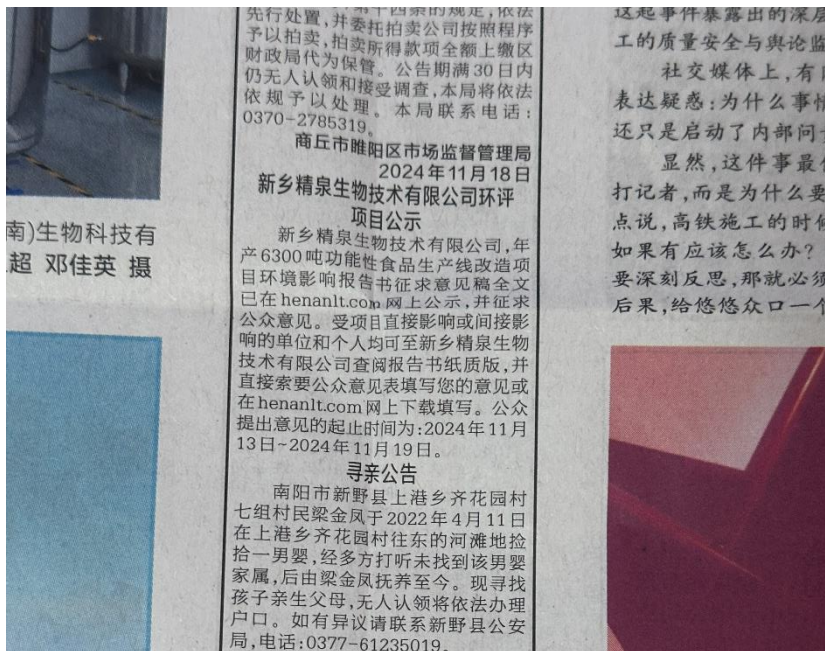 南)生物科技有
超 邓佳英 摄
第十四条的规定,依法
先行处置,并委托拍卖公司按照程序
予以拍卖,拍卖所得款项全额上缴区
财政局代为保管。公告期满30日内
仍无人认领和接受调查,本局将依法
依规予以处理。本局联系电话:
0370-2785319。
商丘市睢阳区市场监督管理局
2024年11月18日
新乡精泉生物技术有限公司环评
项目公示
新乡精泉生物技术有限公司,年
产6300吨功能性食品生产线改造项
目环境影响报告书征求意见稿全文
已在henanlt.com网上公示,并征求
公众意见。受项目直接影响或间接影
响的单位和个人均可至新乡精泉生物
技术有限公司查阅报告书纸质版,并
直接索要公众意见表填写您的意见或
在henanlt.com网上下载填写。公众
提出意见的起止时间为:2024年11月
13日~2024年11月19日。
寻亲公告
南阳市新野县上港乡齐花园村
七组村民梁金凤于2022年4月11日
在上港乡齐花园村往东的河滩地捡
拾一男婴,经多方打听未找到该男婴
家属,后由梁金凤抚养至今。现寻找
孩子亲生父母,无人认领将依法办理
户口。如有异议请联系新野县公安
局,电话:0377-61235019。
这起事件暴露出的深层
工的质量安全与舆论监
社交媒体上,有
表达疑惑:为什么事情
还只是启动了内部问
显然,这件事最
打记者,而是为什么要
点说,高铁施工的时候
如果有应该怎么办?
要深刻反思,那就必须
后果,给悠悠众口一个